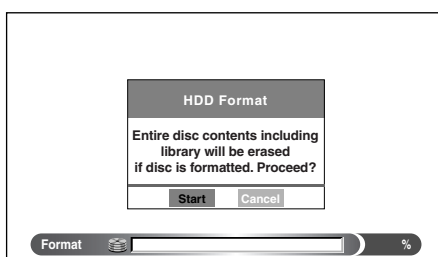 HDD Format
Entire disc contents including
library will be erased
if disc is formatted. Proceed?
Start Cancel
Format %